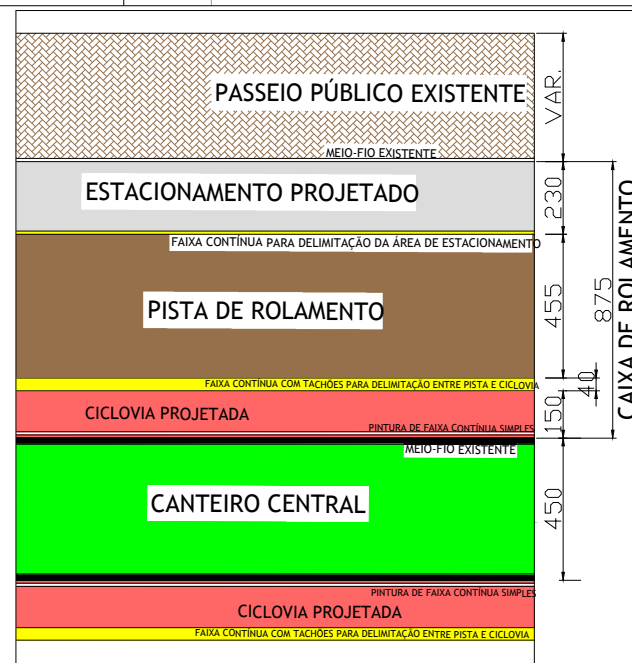 PASSEIO PÚBLICO EXISTENTE
VAR.
MEIO-FIO EXISTENTE
ESTACIONAMENTO PROJETADO
230
FAIXA CONTÍNUA PARA DELIMITAÇÃO DA ÁREA DE ESTACIONAMENTO
PISTA DE ROLAMENTO
455
875
CAIXA DE ROLAMENTO
FAIXA CONTÍNUA COM TACHÕES PARA DELIMITAÇÃO ENTRE PISTA E CICLOVIA
40
CICLOVIA PROJETADA
150
PINTURA DE FAIXA CONTÍNUA SIMPLES
MEIO-FIO EXISTENTE
CANTEIRO CENTRAL
450
PINTURA DE FAIXA CONTÍNUA SIMPLES
CICLOVIA PROJETADA
FAIXA CONTÍNUA COM TACHÕES PARA DELIMITAÇÃO ENTRE PISTA E CICLOVIA